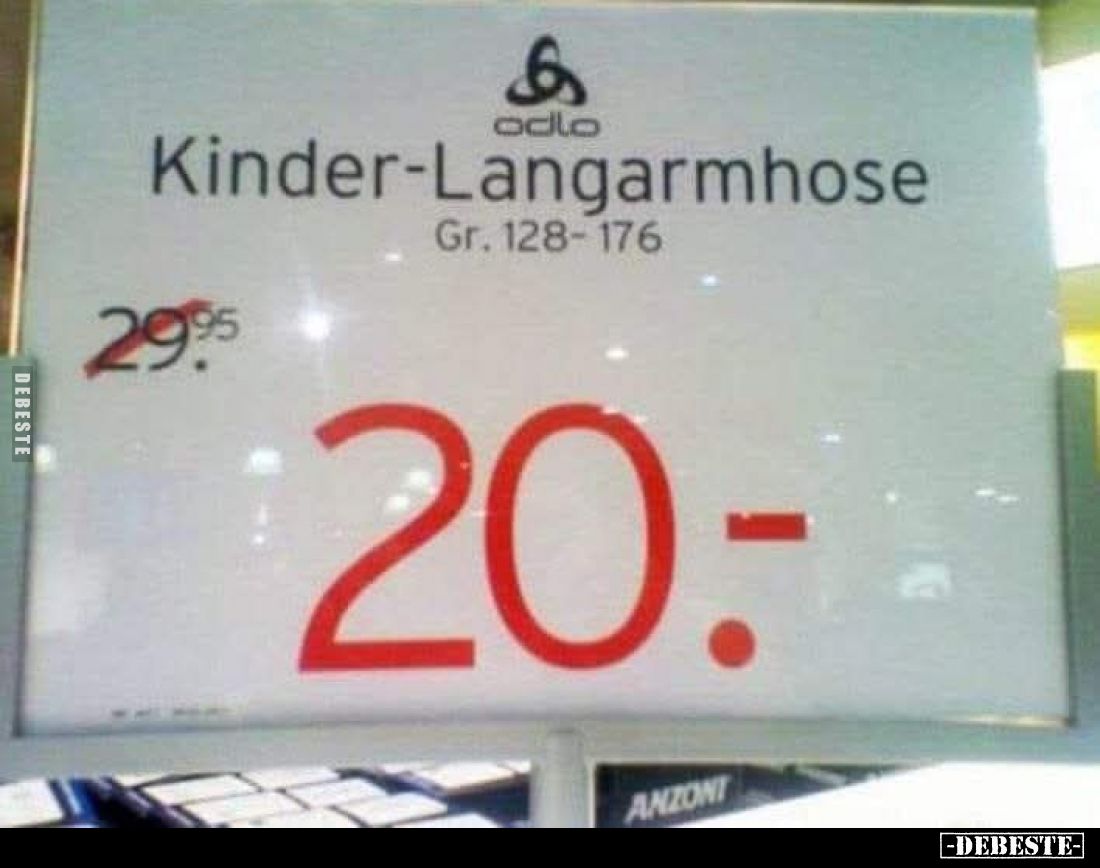 odlo
Kinder-Langarmhose
Gr. 128-176
29.95
20.-
DEBESTE
ANZONI
-DEBESTE-